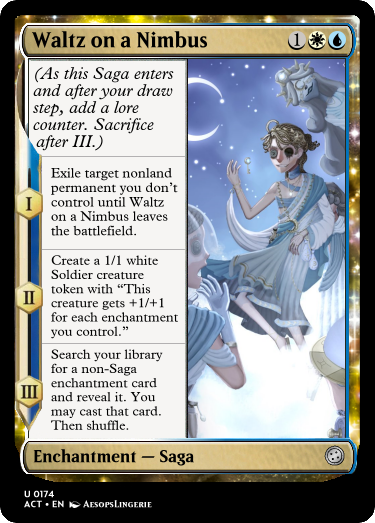 Waltz on a Nimbus 1
(As this Saga enters
and after your draw
step, add a lore
counter. Sacrifice
after III.)
I
Exile target nonland
permanent you don't
control until Waltz
on a Nimbus leaves
the battlefield.
II
Create a 1/1 white
Soldier creature
token with "This
creature gets +1/+1
for each enchantment
you control."
III
Search your library
for a non-Saga
enchantment card
and reveal it. You
may cast that card.
Then shuffle.
Enchantment — Saga
U 0174
ACT • EN AesopsLingerie